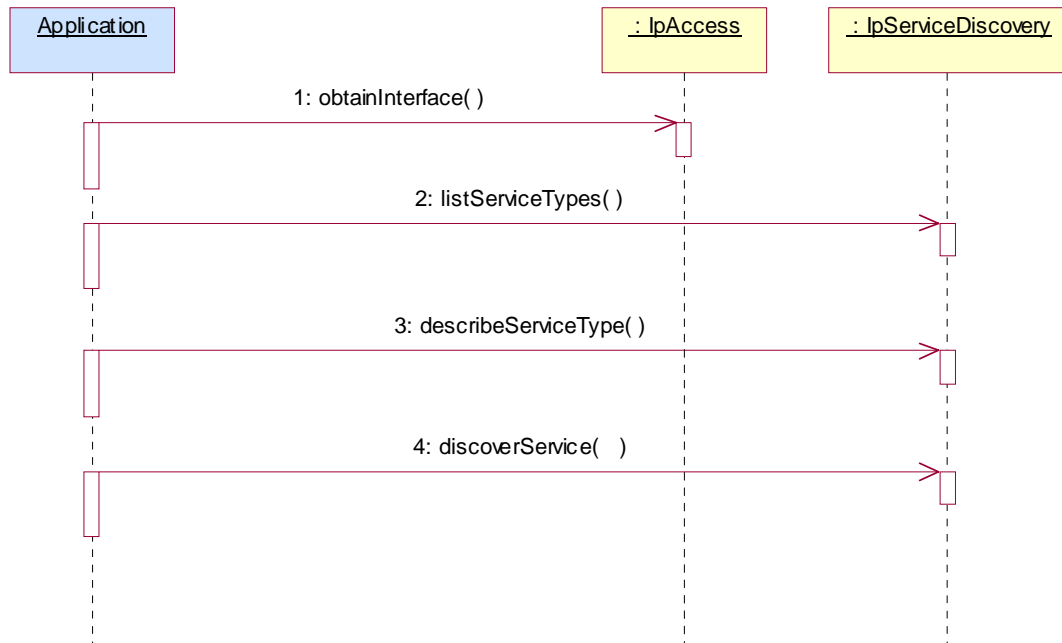 Application
: IpAccess
: IpServiceDiscovery
1: obtainInterface( )
2: listServiceTypes( )
3: describeServiceType( )
4: discoverService(   )